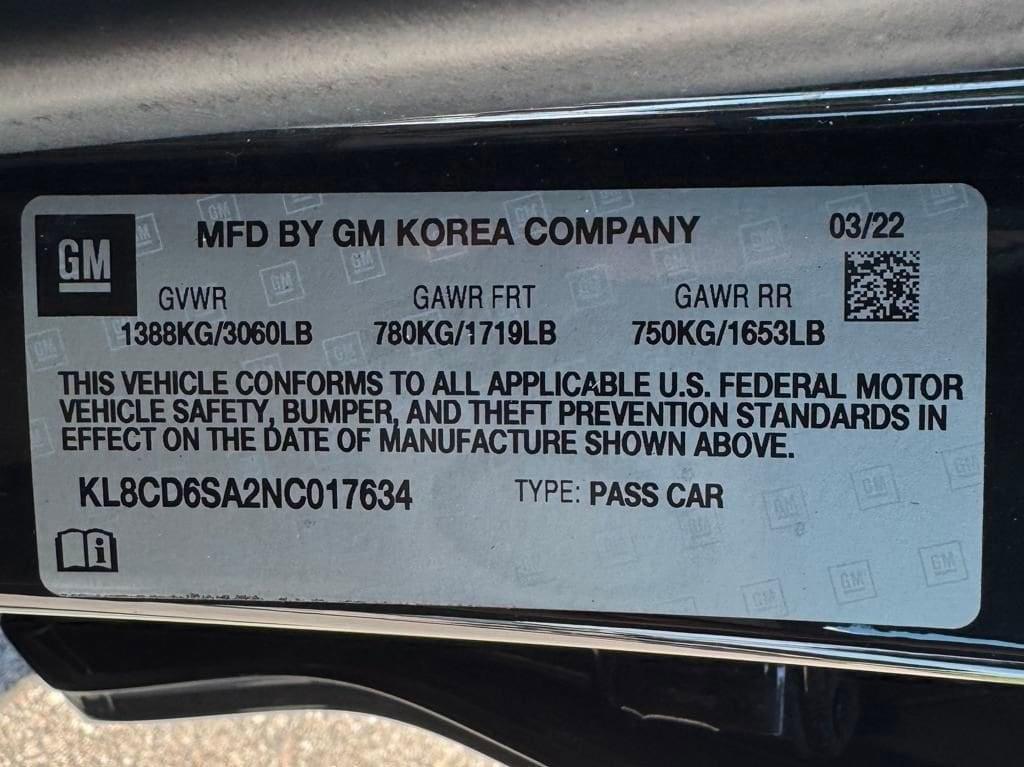 GM
MFD BY GM KOREA COMPANY
03/22
GVWR GAWR FRT GAWR RR
1388KG/3060LB 780KG/1719LB 750KG/1653LB
THIS VEHICLE CONFORMS TO ALL APPLICABLE U.S. FEDERAL MOTOR
VEHICLE SAFETY, BUMPER, AND THEFT PREVENTION STANDARDS IN
EFFECT ON THE DATE OF MANUFACTURE SHOWN ABOVE.
KL8CD6SA2NC017634 TYPE: PASS CAR